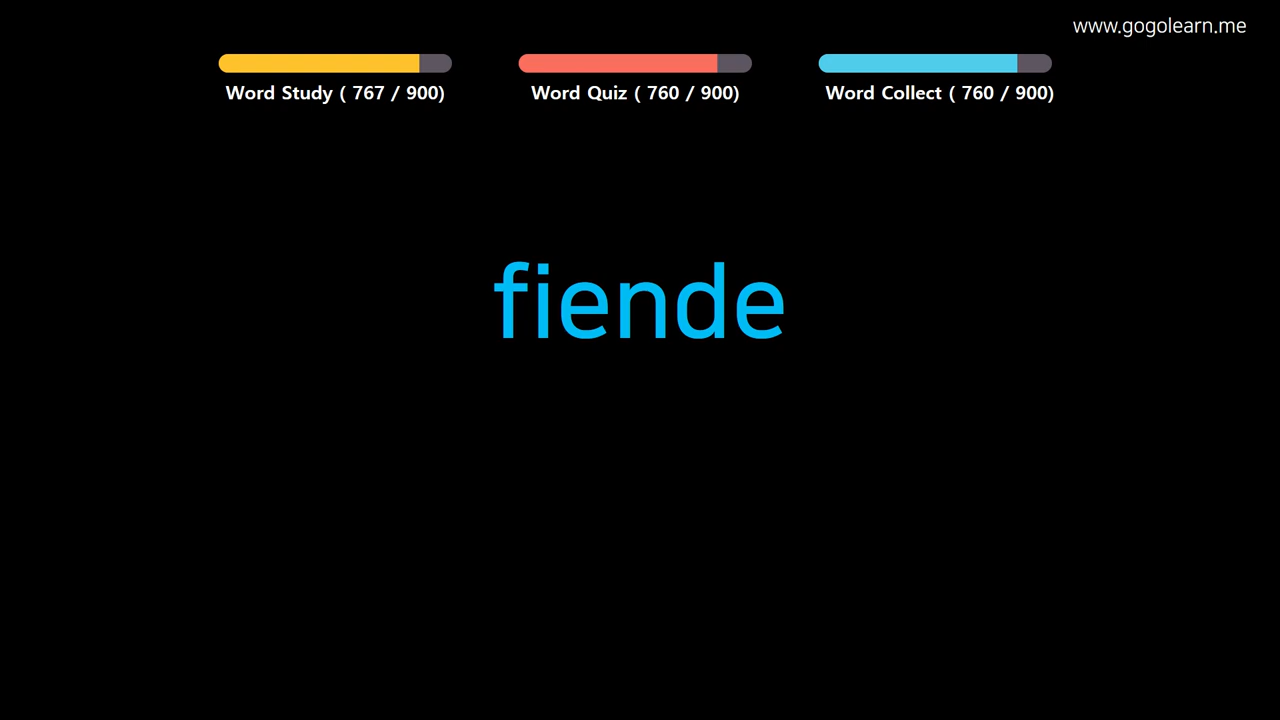 www.gogolearn.me
Word Study ( 767 / 900)
Word Quiz ( 760 / 900)
Word Collect ( 760 / 900)
fiende